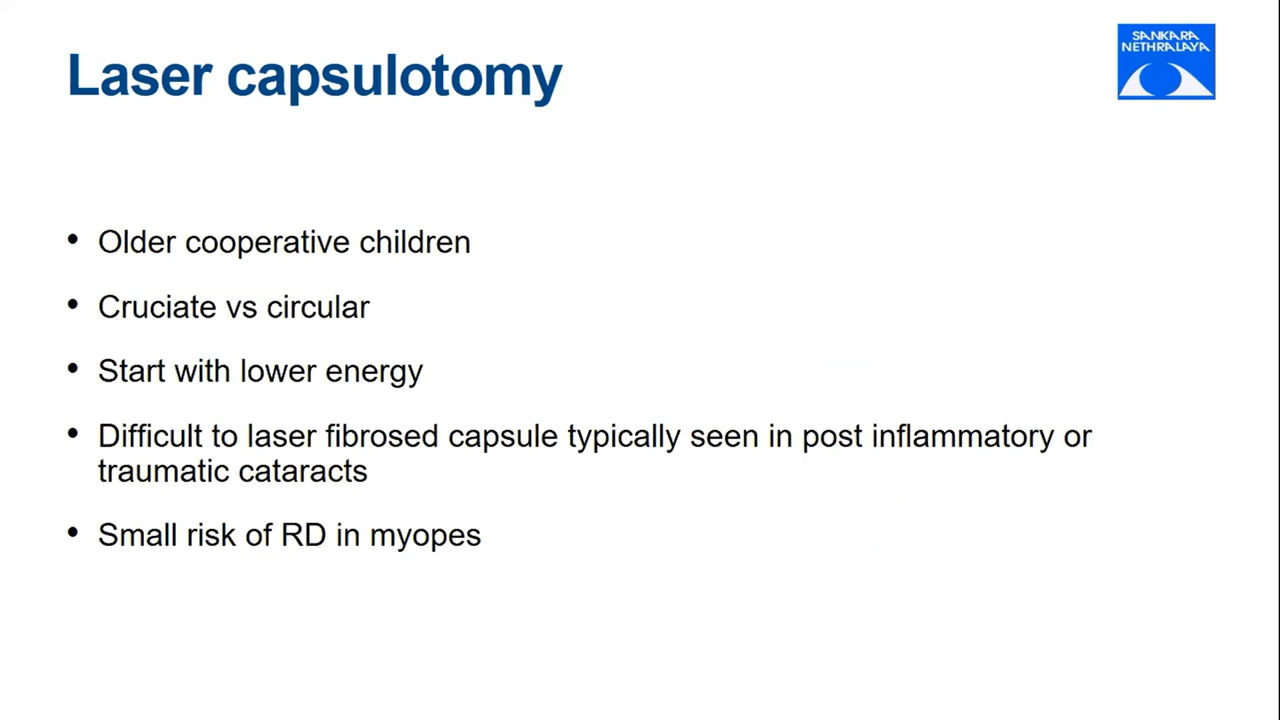 Laser capsulotomy
SANKARA
NETHRALAYA
• Older cooperative children
• Cruciate vs circular
• Start with lower energy
• Difficult to laser fibrosed capsule typically seen in post inflammatory or
traumatic cataracts
• Small risk of RD in myopes